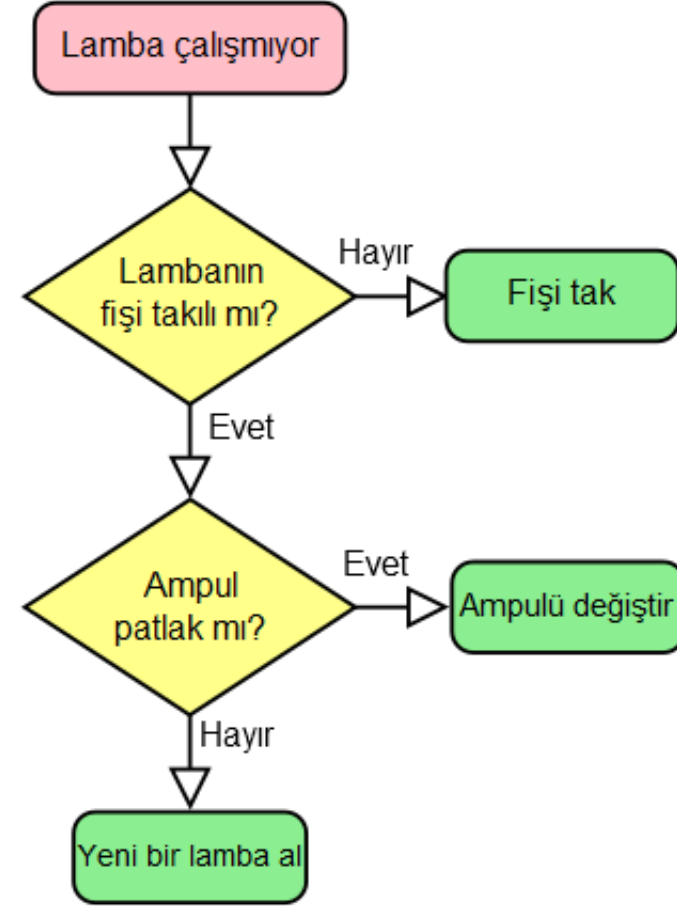 Lamba çalışmıyor
Lambanın
fişi takılı mı?
Hayır
Fişi tak
Evet
Ampul
patlak mı?
Evet
Ampulü değiştir
Hayır
Yeni bir lamba al